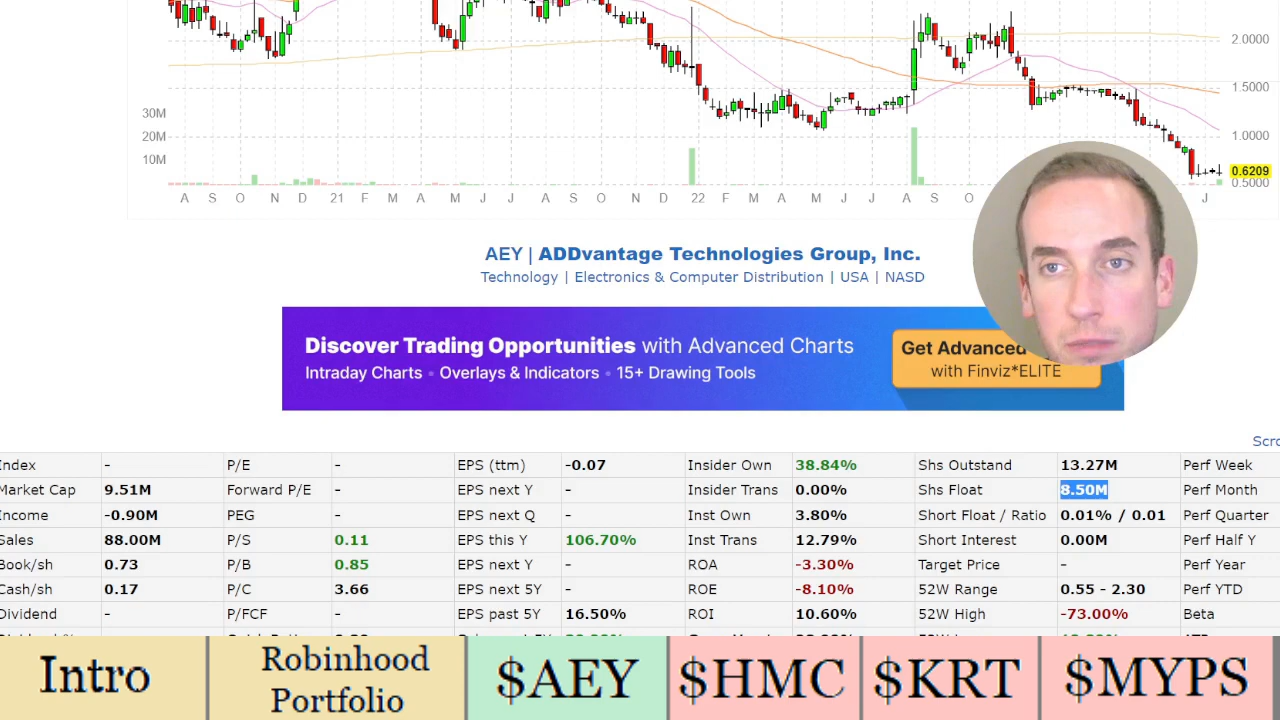 2.0000
1.5000
30M
20M
1.0000
10M
0.6209
0.5000
A S O N D 21 F M A M J J A S O N D 22 F M A M J J A S O J
AEY | ADDvantage Technologies Group, Inc.
Technology | Electronics & Computer Distribution | USA | NASD
Discover Trading Opportunities with Advanced Charts
Intraday Charts • Overlays & Indicators • 15+ Drawing Tools
Get Advanced
with Finviz*ELITE
Scro
Index - P/E - EPS (ttm) -0.07 Insider Own 38.84% Shs Outstand 13.27M Perf Week
Market Cap 9.51M Forward P/E - EPS next Y - Insider Trans 0.00% Shs Float 8.50M Perf Month
Income -0.90M PEG - EPS next Q - Inst Own 3.80% Short Float / Ratio 0.01% / 0.01 Perf Quarter
Sales 88.00M P/S 0.11 EPS this Y 106.70% Inst Trans 12.79% Short Interest 0.00M Perf Half Y
Book/sh 0.73 P/B 0.85 EPS next Y - ROA -3.30% Target Price - Perf Year
Cash/sh 0.17 P/C 3.66 EPS next 5Y - ROE -8.10% 52W Range 0.55 - 2.30 Perf YTD
Dividend - P/FCF - EPS past 5Y 16.50% ROI 10.60% 52W High -73.00% Beta
Intro
Robinhood
Portfolio
$AEY
$HMC
$KRT
$MYPS